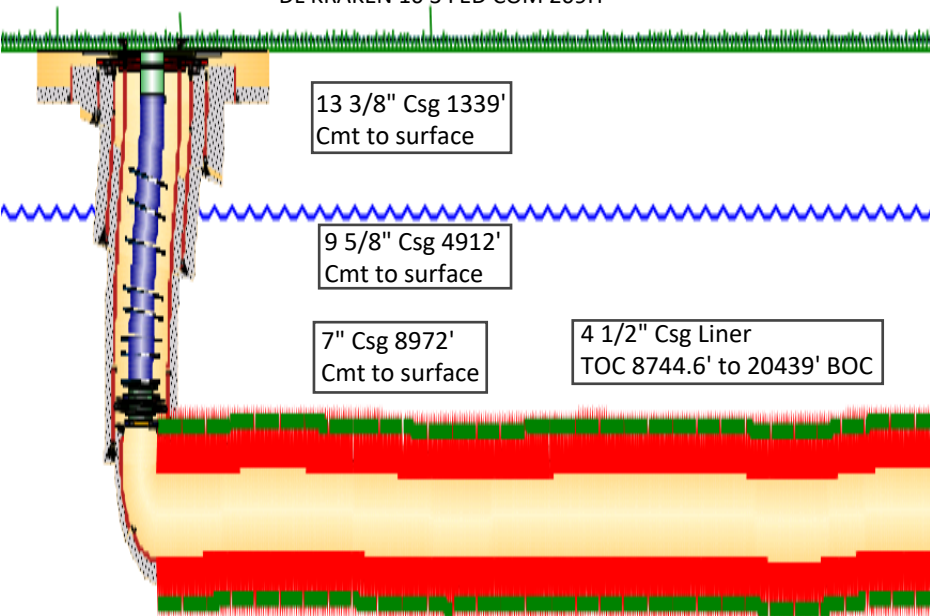 13 3/8" Csg 1339'
Cmt to surface
9 5/8" Csg 4912'
Cmt to surface
7" Csg 8972'
Cmt to surface
4 1/2" Csg Liner
TOC 8744.6' to 20439' BOC